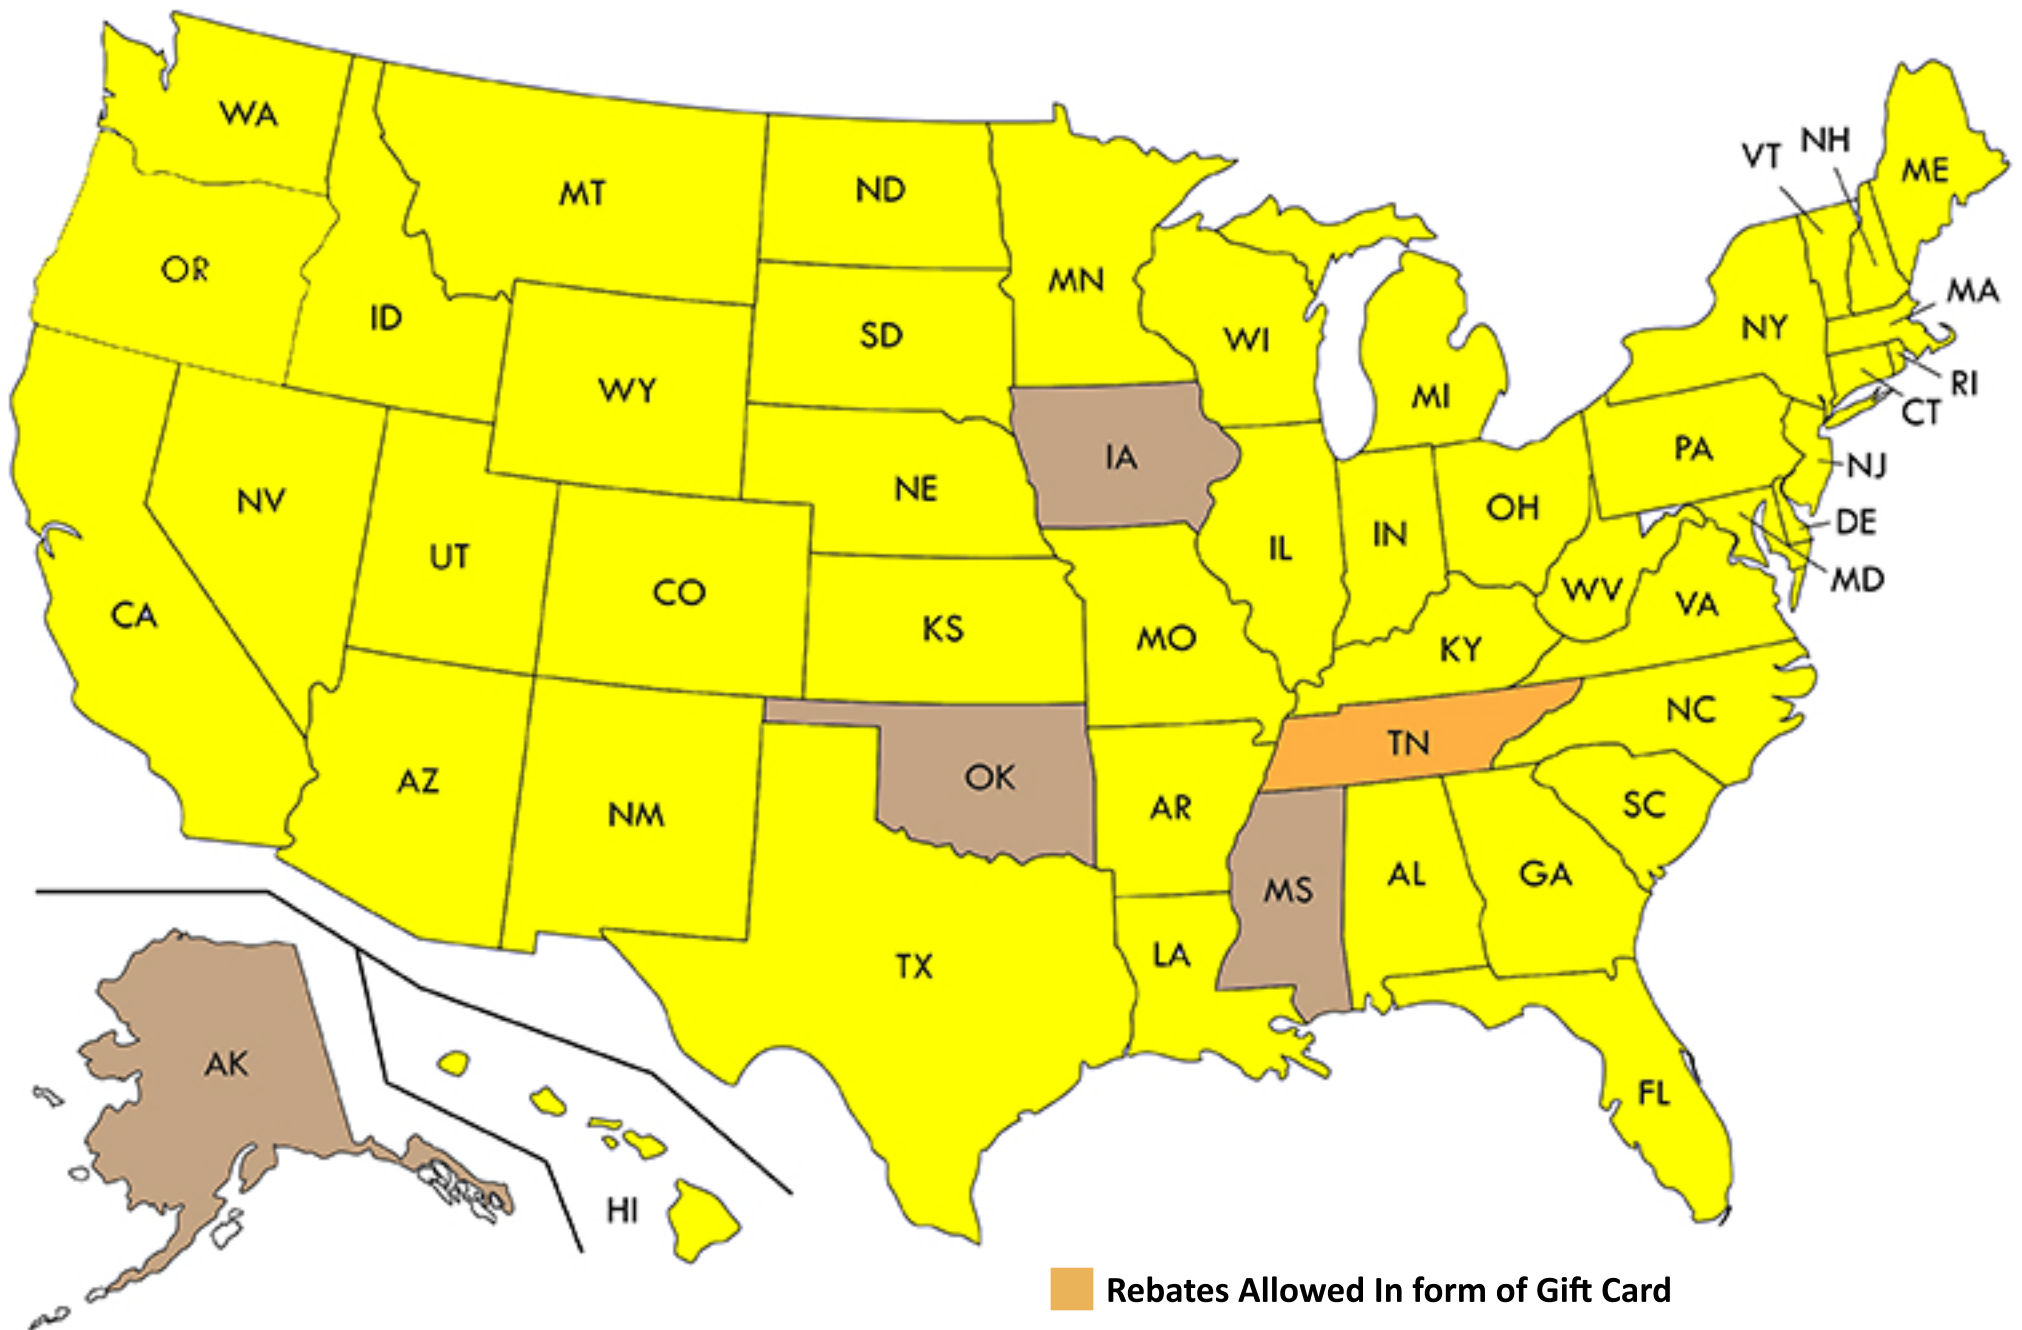 WA
MT
ND
MN
VT
NH
ME
OR
ID
WY
SD
WI
MI
NY
MA
RI
CT
NV
UT
CO
NE
IA
IL
IN
OH
PA
NJ
DE
MD
CA
KS
MO
KY
WV
VA
AZ
NM
OK
AR
TN
NC
SC
TX
LA
MS
AL
GA
FL
AK
HI
Rebates Allowed In form of Gift Card